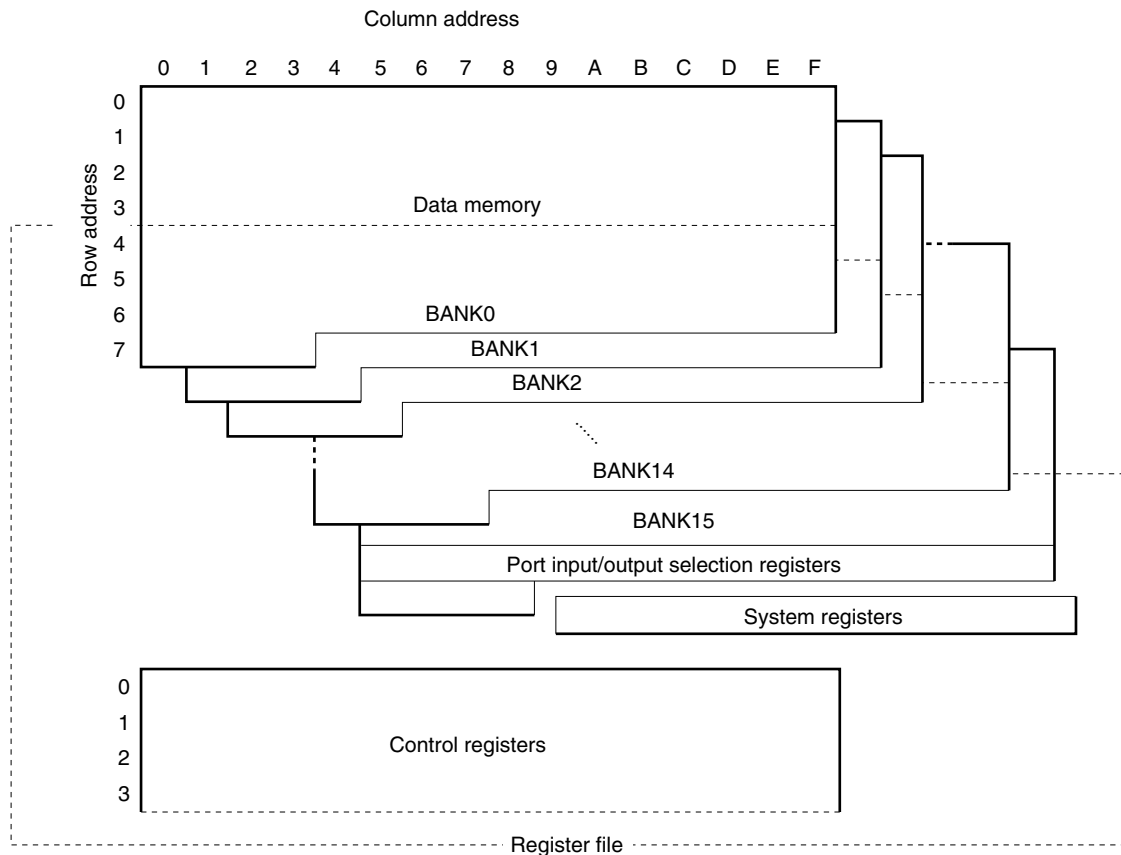 Column address
0 1 2 3 4 5 6 7 8 9 A B C D E F
Row address
0
1
2
3
4
5
6
7
Data memory
BANK0
BANK1
BANK2
BANK14
BANK15
Port input/output selection registers
System registers
0
1
2
3
Control registers
Register file